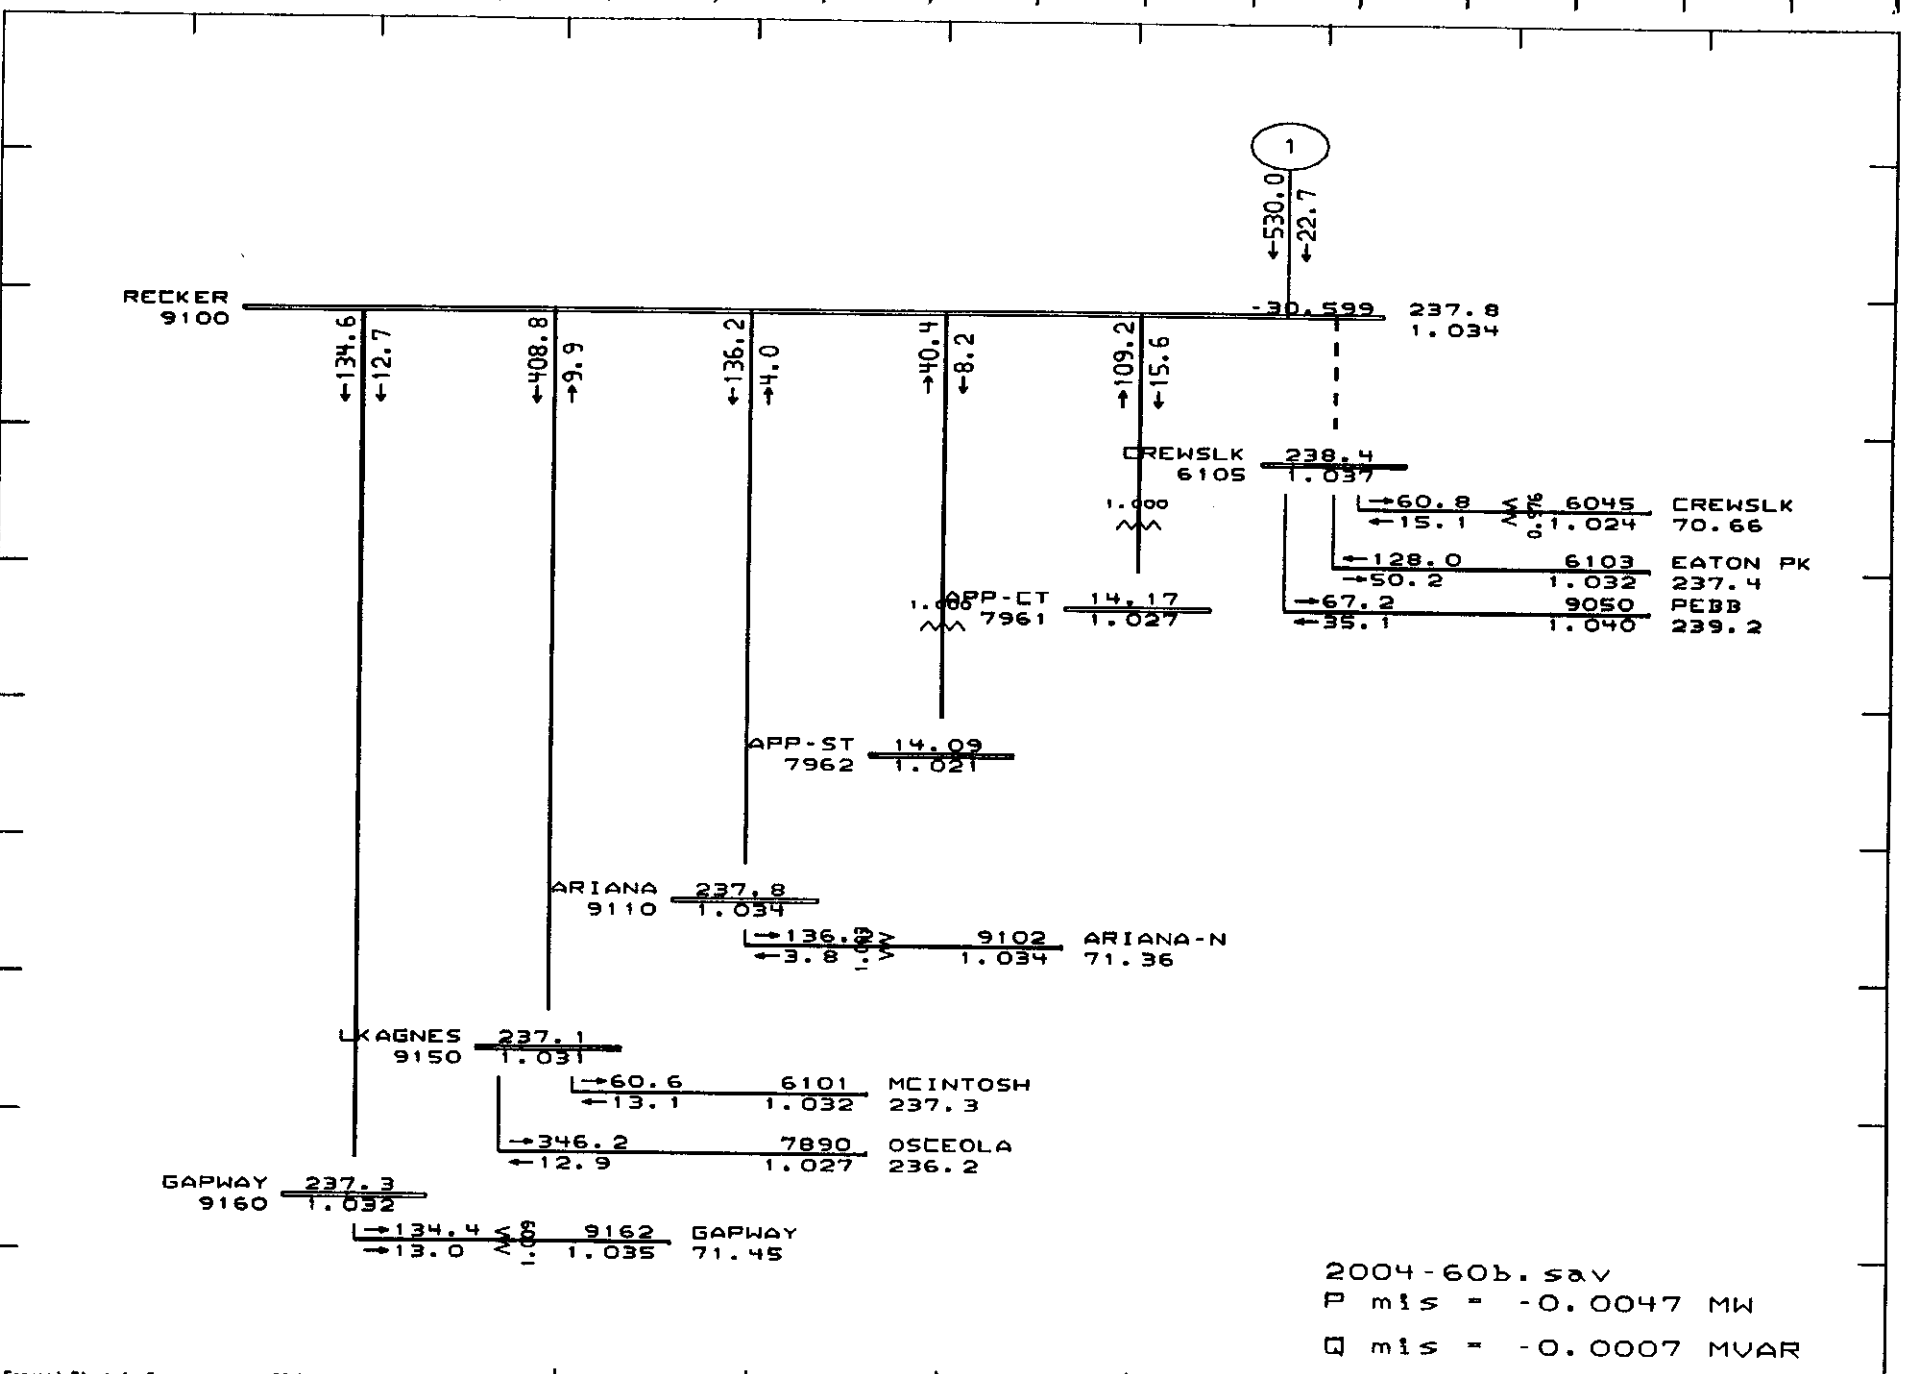 1
←530.0
←22.7
RECKER
9100
-30.599 237.8
1.034
←134.6
←12.7
←408.8
→9.9
←136.2
→4.0
→40.4
←8.2
→109.2
←15.6
CREWSLK 238.4
6105 1.037
→60.8 6045 CREWSLK
←15.1 0.976 1.024 70.66
←128.0 6103 EATON PK
→50.2 1.032 237.4
→67.2 9050 PEBB
←35.1 1.040 239.2
1.000
APP-CT 14.17
7961 1.027
1.000
APP-ST 14.09
7962 1.021
ARIANA 237.8
9110 1.034
→136. 9102 ARIANA-N
←3.8 1.034 71.36
LKAGNES 237.1
9150 1.031
→60.6 6101 MCINTOSH
←13.1 1.032 237.3
→346.2 7890 OSCEOLA
←12.9 1.027 236.2
GAPWAY 237.3
9160 1.032
→134.4 1.009 9162 GAPWAY
→13.0 1.035 71.45
2004-60b.sav
P mis = -0.0047 MW
Q mis = -0.0007 MVAR